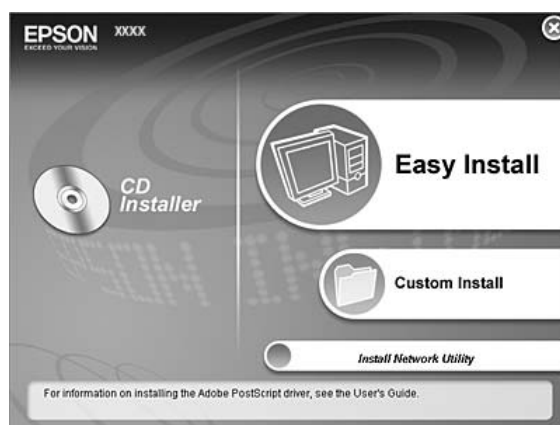 EPSON
EXCEED YOUR VISION
XXXX
CD
Installer
Easy Install
Custom Install
Install Network Utility
For information on installing the Adobe PostScript driver, see the User's Guide.